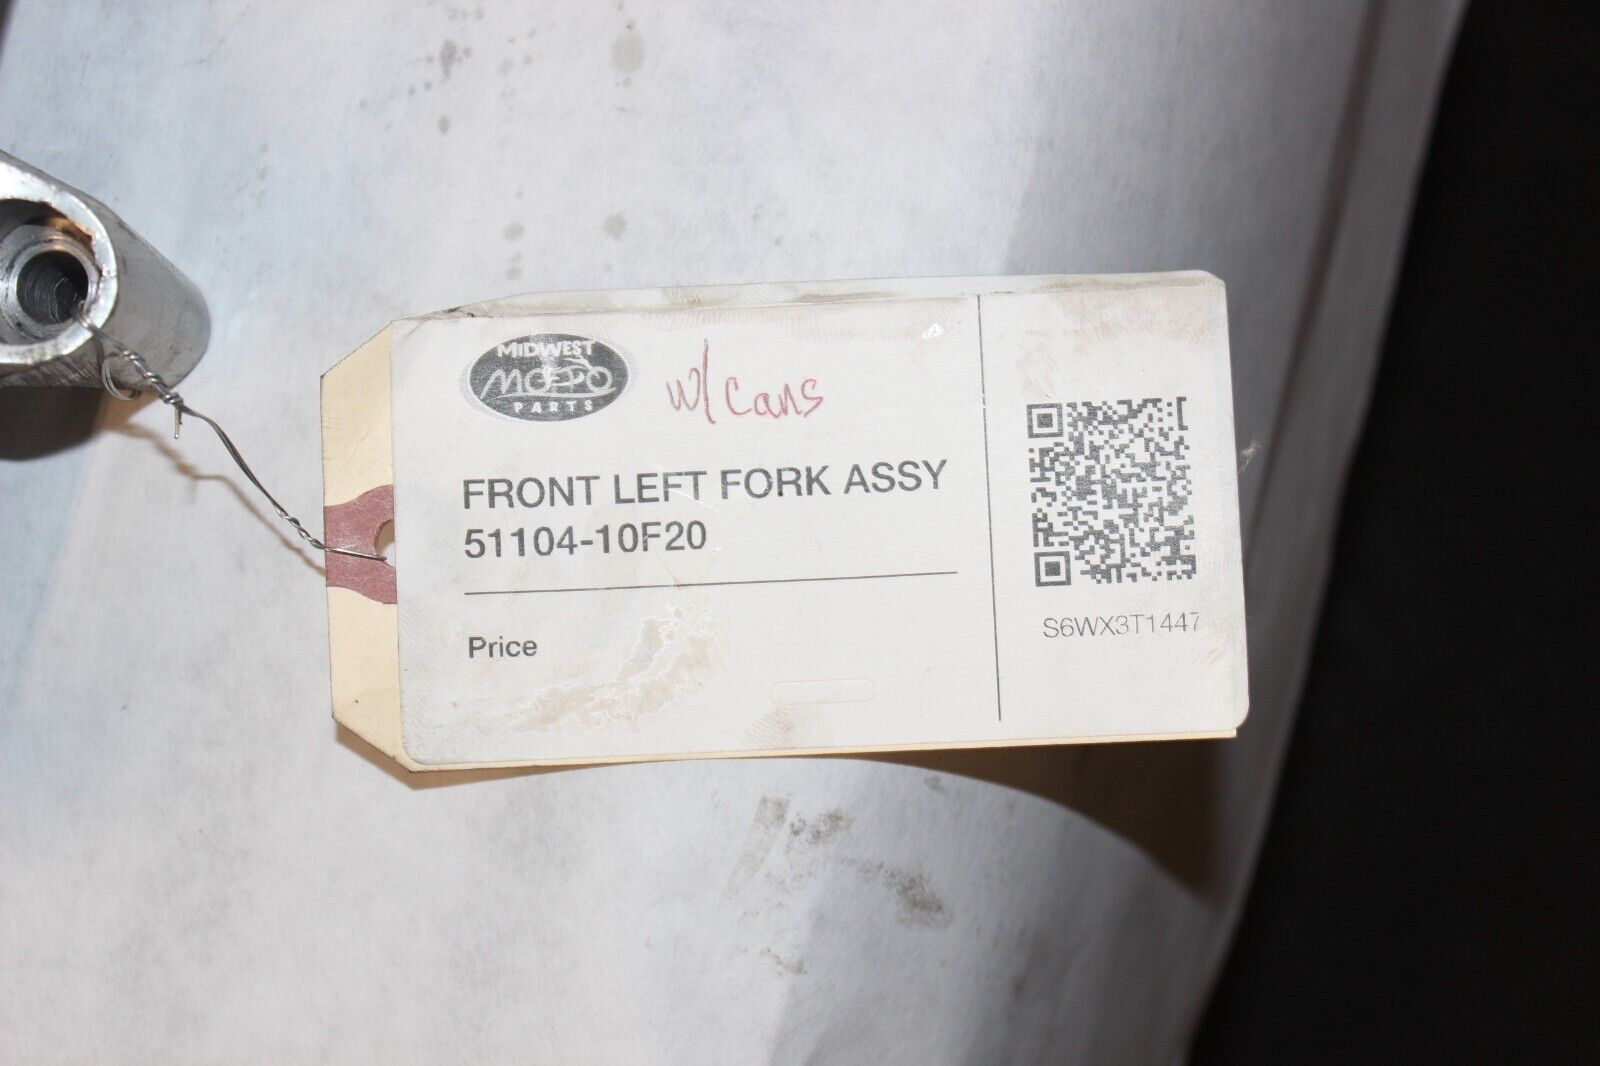 MIDWEST
MOTO
PARTS
w/ cans
FRONT LEFT FORK ASSY
51104-10F20
Price
S6WX3T1447